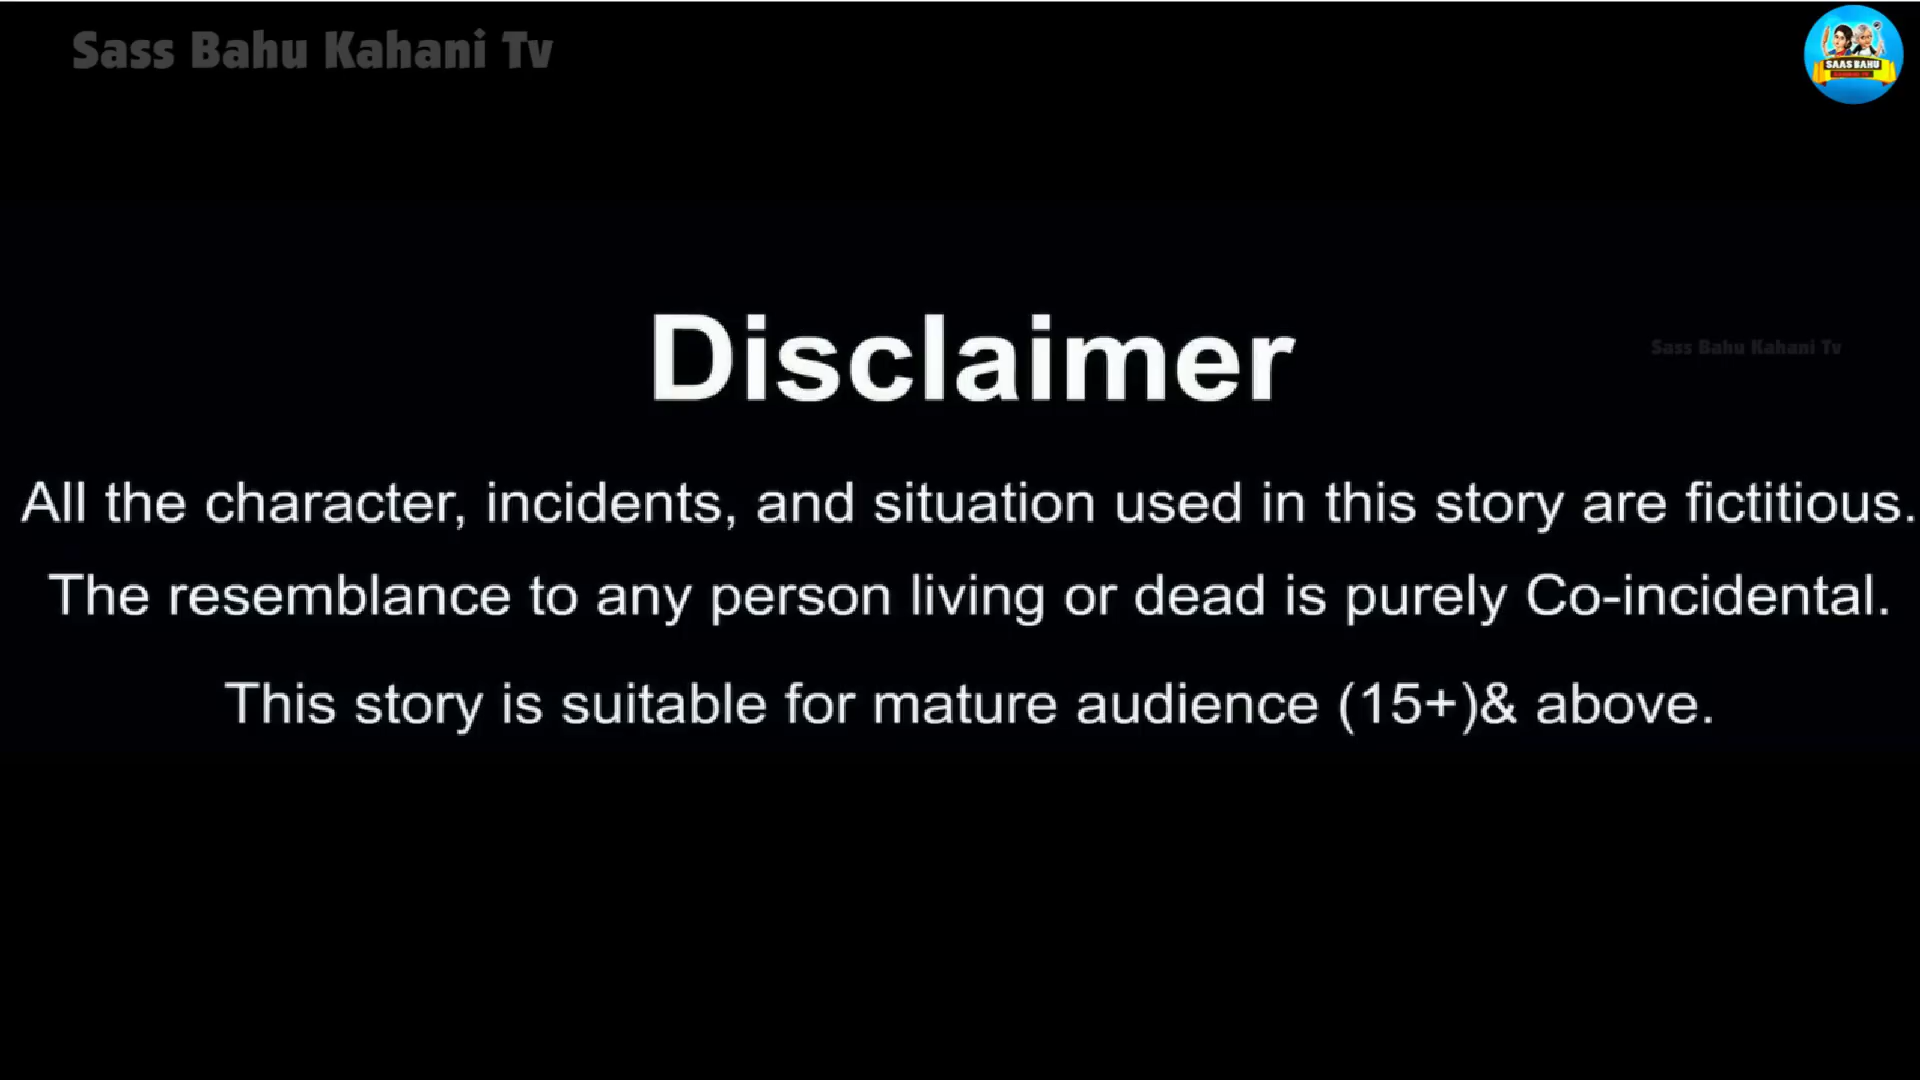 Sass Bahu Kahani Tv
SAAS BAHU
Disclaimer
Sass Bahu Kahani Tv
All the character, incidents, and situation used in this story are fictitious.
The resemblance to any person living or dead is purely Co-incidental.
This story is suitable for mature audience (15+)& above.